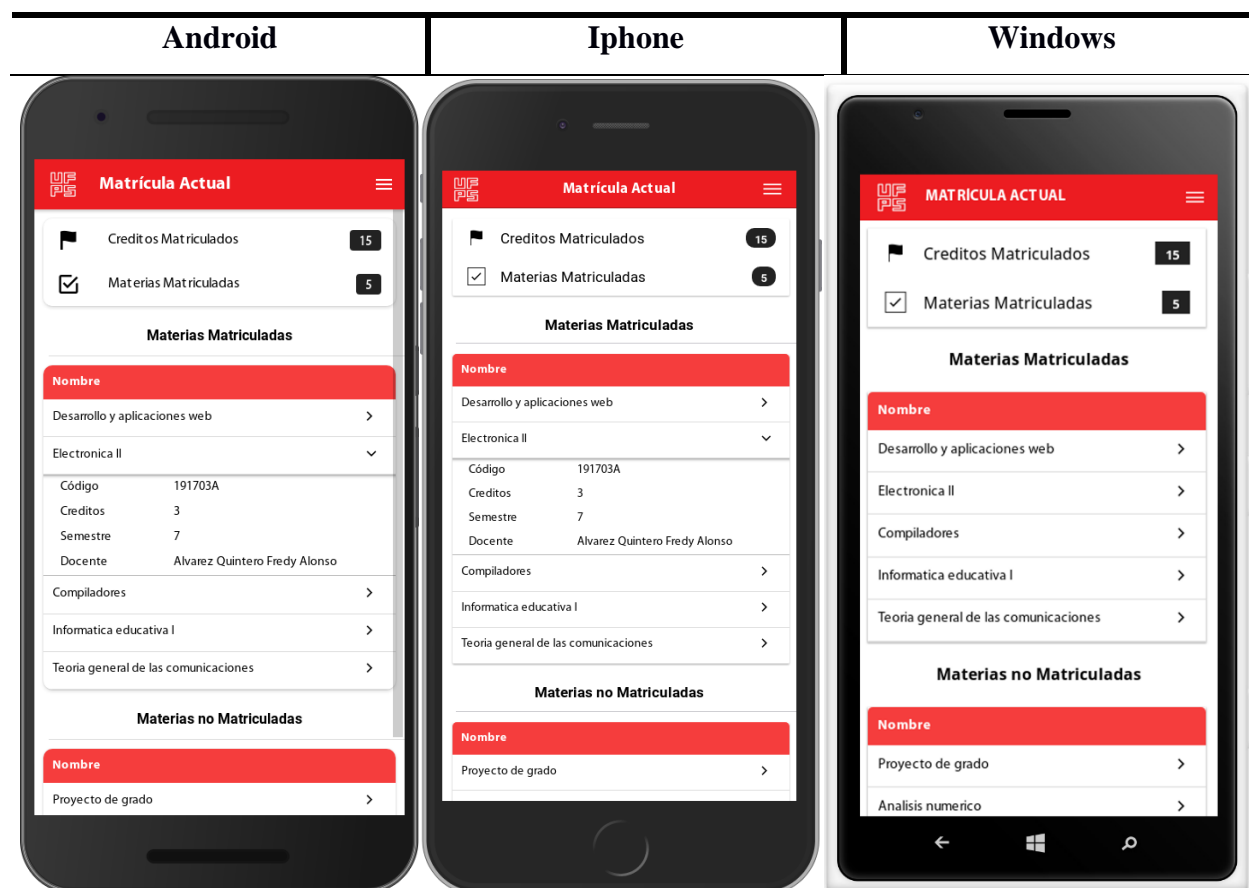 Android
Iphone
Windows
UFPS
Matrícula Actual
Creditos Matriculados 15
Materias Matriculadas 5
Materias Matriculadas
Nombre
Desarrollo y aplicaciones web
Electronica II
Código 191703A
Creditos 3
Semestre 7
Docente Alvarez Quintero Fredy Alonso
Compiladores
Informatica educativa I
Teoria general de las comunicaciones
Materias no Matriculadas
Nombre
Proyecto de grado
UFPS
Matrícula Actual
Creditos Matriculados 15
Materias Matriculadas 5
Materias Matriculadas
Nombre
Desarrollo y aplicaciones web
Electronica II
Código 191703A
Creditos 3
Semestre 7
Docente Alvarez Quintero Fredy Alonso
Compiladores
Informatica educativa I
Teoria general de las comunicaciones
Materias no Matriculadas
Nombre
Proyecto de grado
UFPS
MATRÍCULA ACTUAL
Creditos Matriculados 15
Materias Matriculadas 5
Materias Matriculadas
Nombre
Desarrollo y aplicaciones web
Electronica II
Compiladores
Informatica educativa I
Teoria general de las comunicaciones
Materias no Matriculadas
Nombre
Proyecto de grado
Analisis numerico